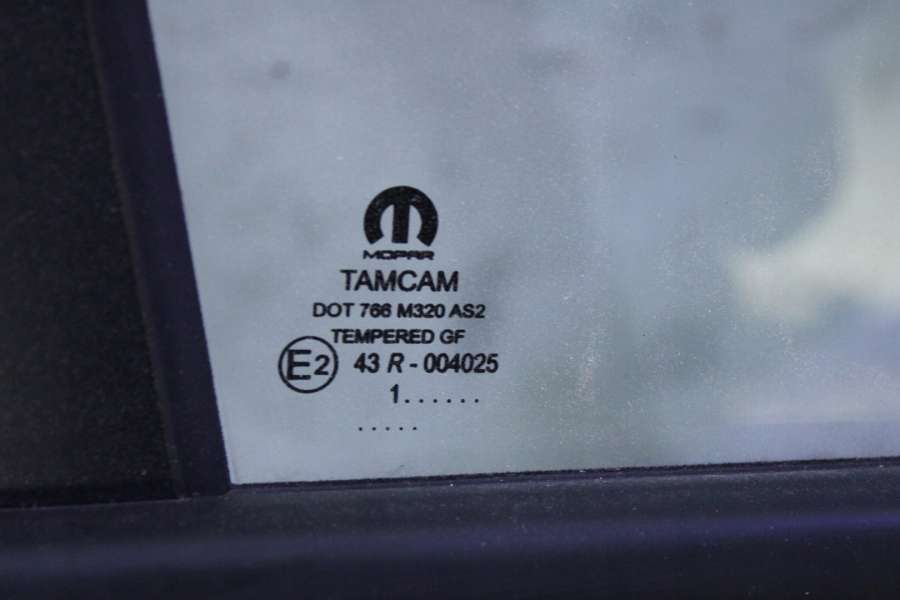 MOPAR
TAMCAM
DOT 766 M320 AS2
TEMPERED GF
E2 43 R - 004025
1......
.....